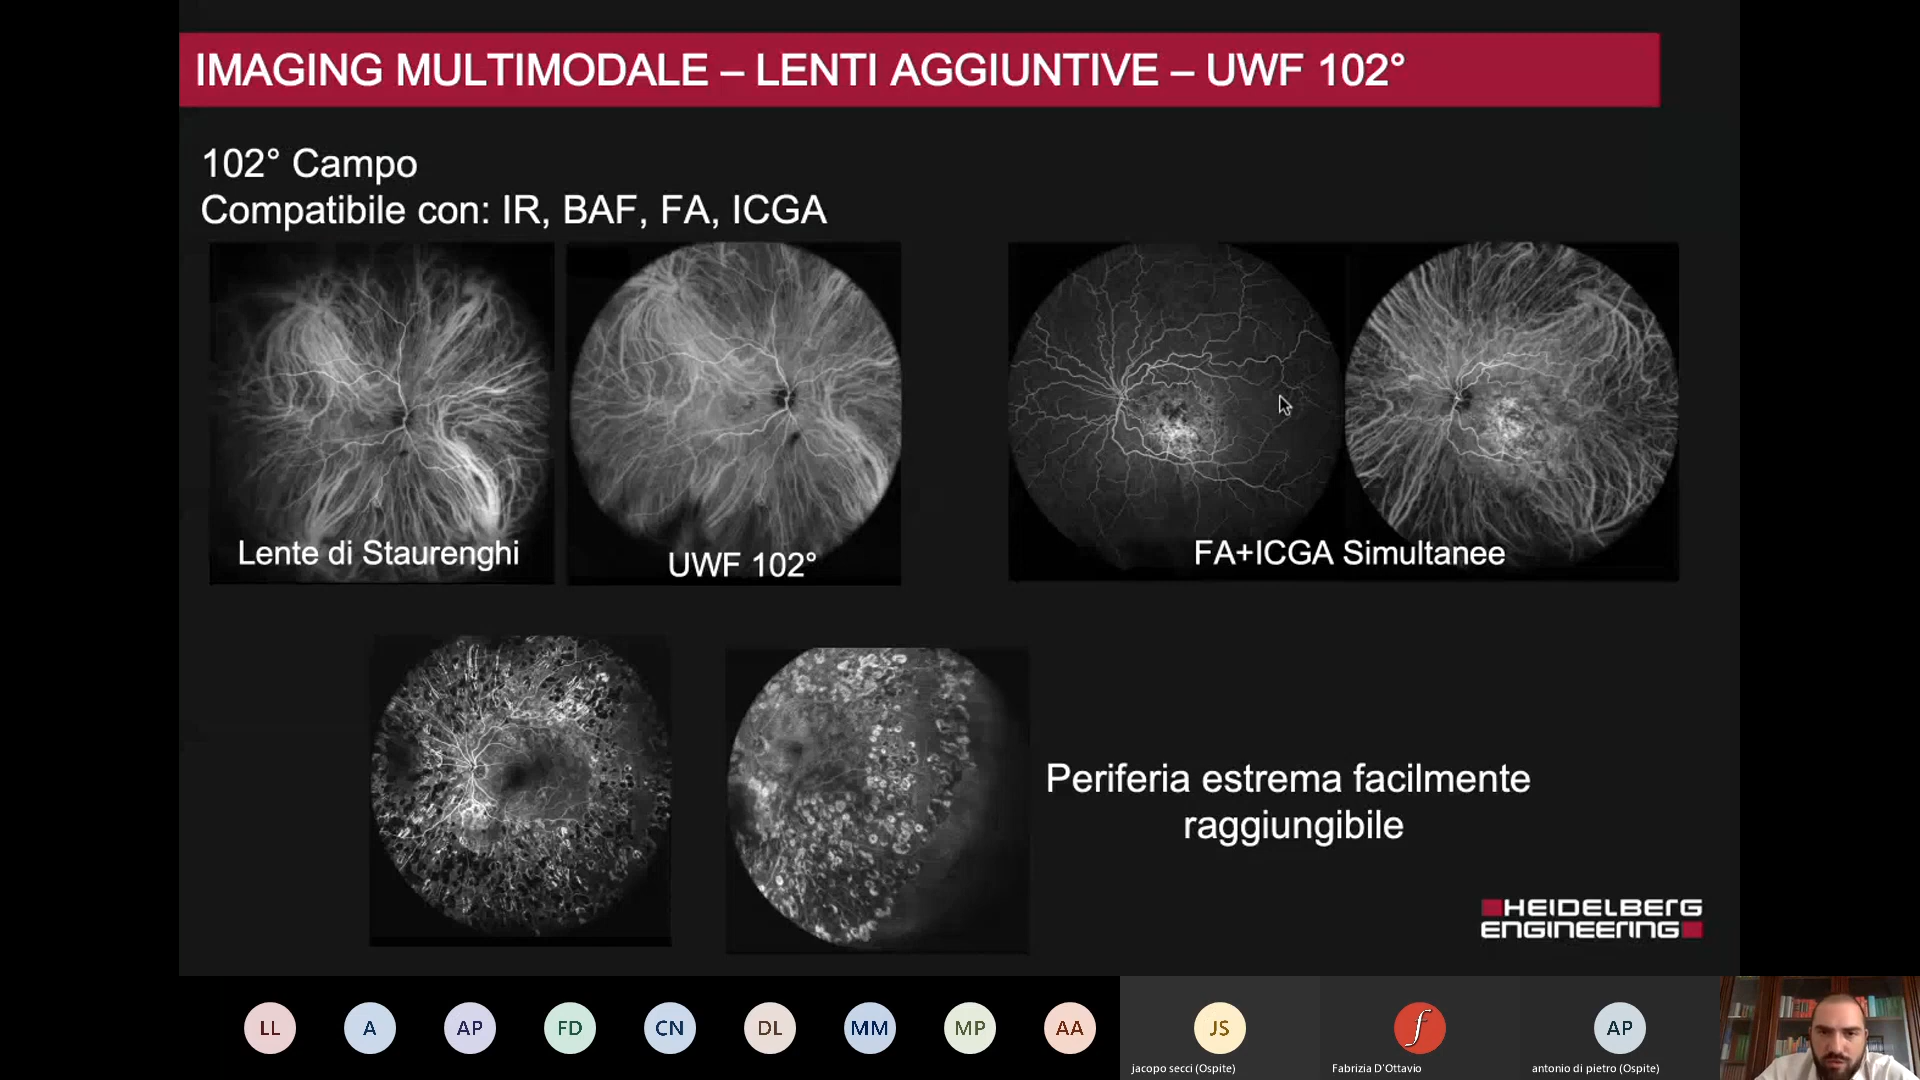 IMAGING MULTIMODALE – LENTI AGGIUNTIVE – UWF 102°
102° Campo
Compatibile con: IR, BAF, FA, ICGA
Lente di Staurenghi
UWF 102°
FA+ICGA Simultanee
Periferia estrema facilmente
raggiungibile
HEIDELBERG
ENGINEERING
LL
A
AP
FD
CN
DL
MM
MP
AA
JS
f
AP
jacopo secci (Ospite)
Fabrizia D'Ottavio
antonio di pietro (Ospite)